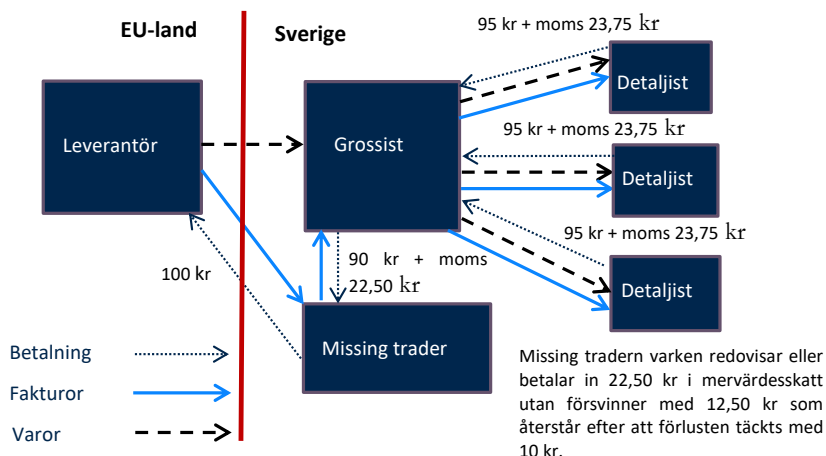 EU-land
Sverige
95 kr + moms 23,75 kr
Detaljist
Leverantör
Grossist
95 kr + moms 23,75 kr
Detaljist
95 kr + moms 23,75 kr
Detaljist
100 kr
90 kr + moms
22,50 kr
Missing trader
Betalning
Fakturor
Varor
Missing tradern varken redovisar eller
betalar in 22,50 kr i mervärdesskatt
utan försvinner med 12,50 kr som
återstår efter att förlusten täckts med
10 kr.